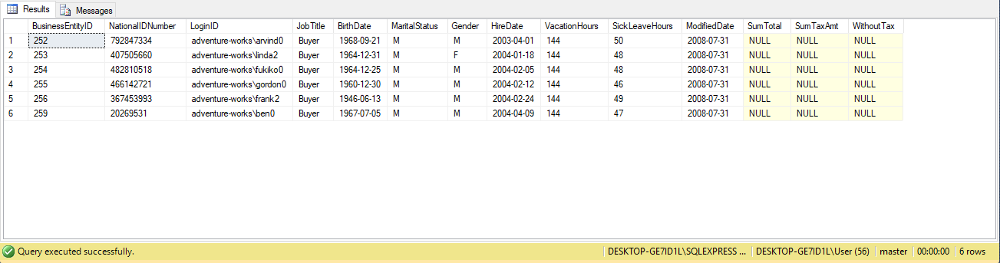 Results Messages
BusinessEntityID NationalIDNumber LoginID JobTitle BirthDate MaritalStatus Gender HireDate VacationHours SickLeaveHours ModifiedDate SumTotal SumTaxAmt WithoutTax
1 252 792847334 adventure-works\arvind0 Buyer 1968-09-21 M M 2003-04-01 144 50 2008-07-31 NULL NULL NULL
2 253 407505660 adventure-works\linda2 Buyer 1964-12-31 M F 2004-01-18 144 48 2008-07-31 NULL NULL NULL
3 254 482810518 adventure-works\fukiko0 Buyer 1964-12-25 M M 2004-02-05 144 48 2008-07-31 NULL NULL NULL
4 255 466142721 adventure-works\gordon0 Buyer 1960-12-30 M M 2004-02-12 144 46 2008-07-31 NULL NULL NULL
5 256 367453993 adventure-works\frank2 Buyer 1946-06-13 M M 2004-02-24 144 49 2008-07-31 NULL NULL NULL
6 259 20269531 adventure-works\ben0 Buyer 1967-07-05 M M 2004-04-09 144 47 2008-07-31 NULL NULL NULL
Query executed successfully. DESKTOP-GE7ID1L\SQLEXPRESS ... DESKTOP-GE7ID1L\User (56) master 00:00:00 6 rows